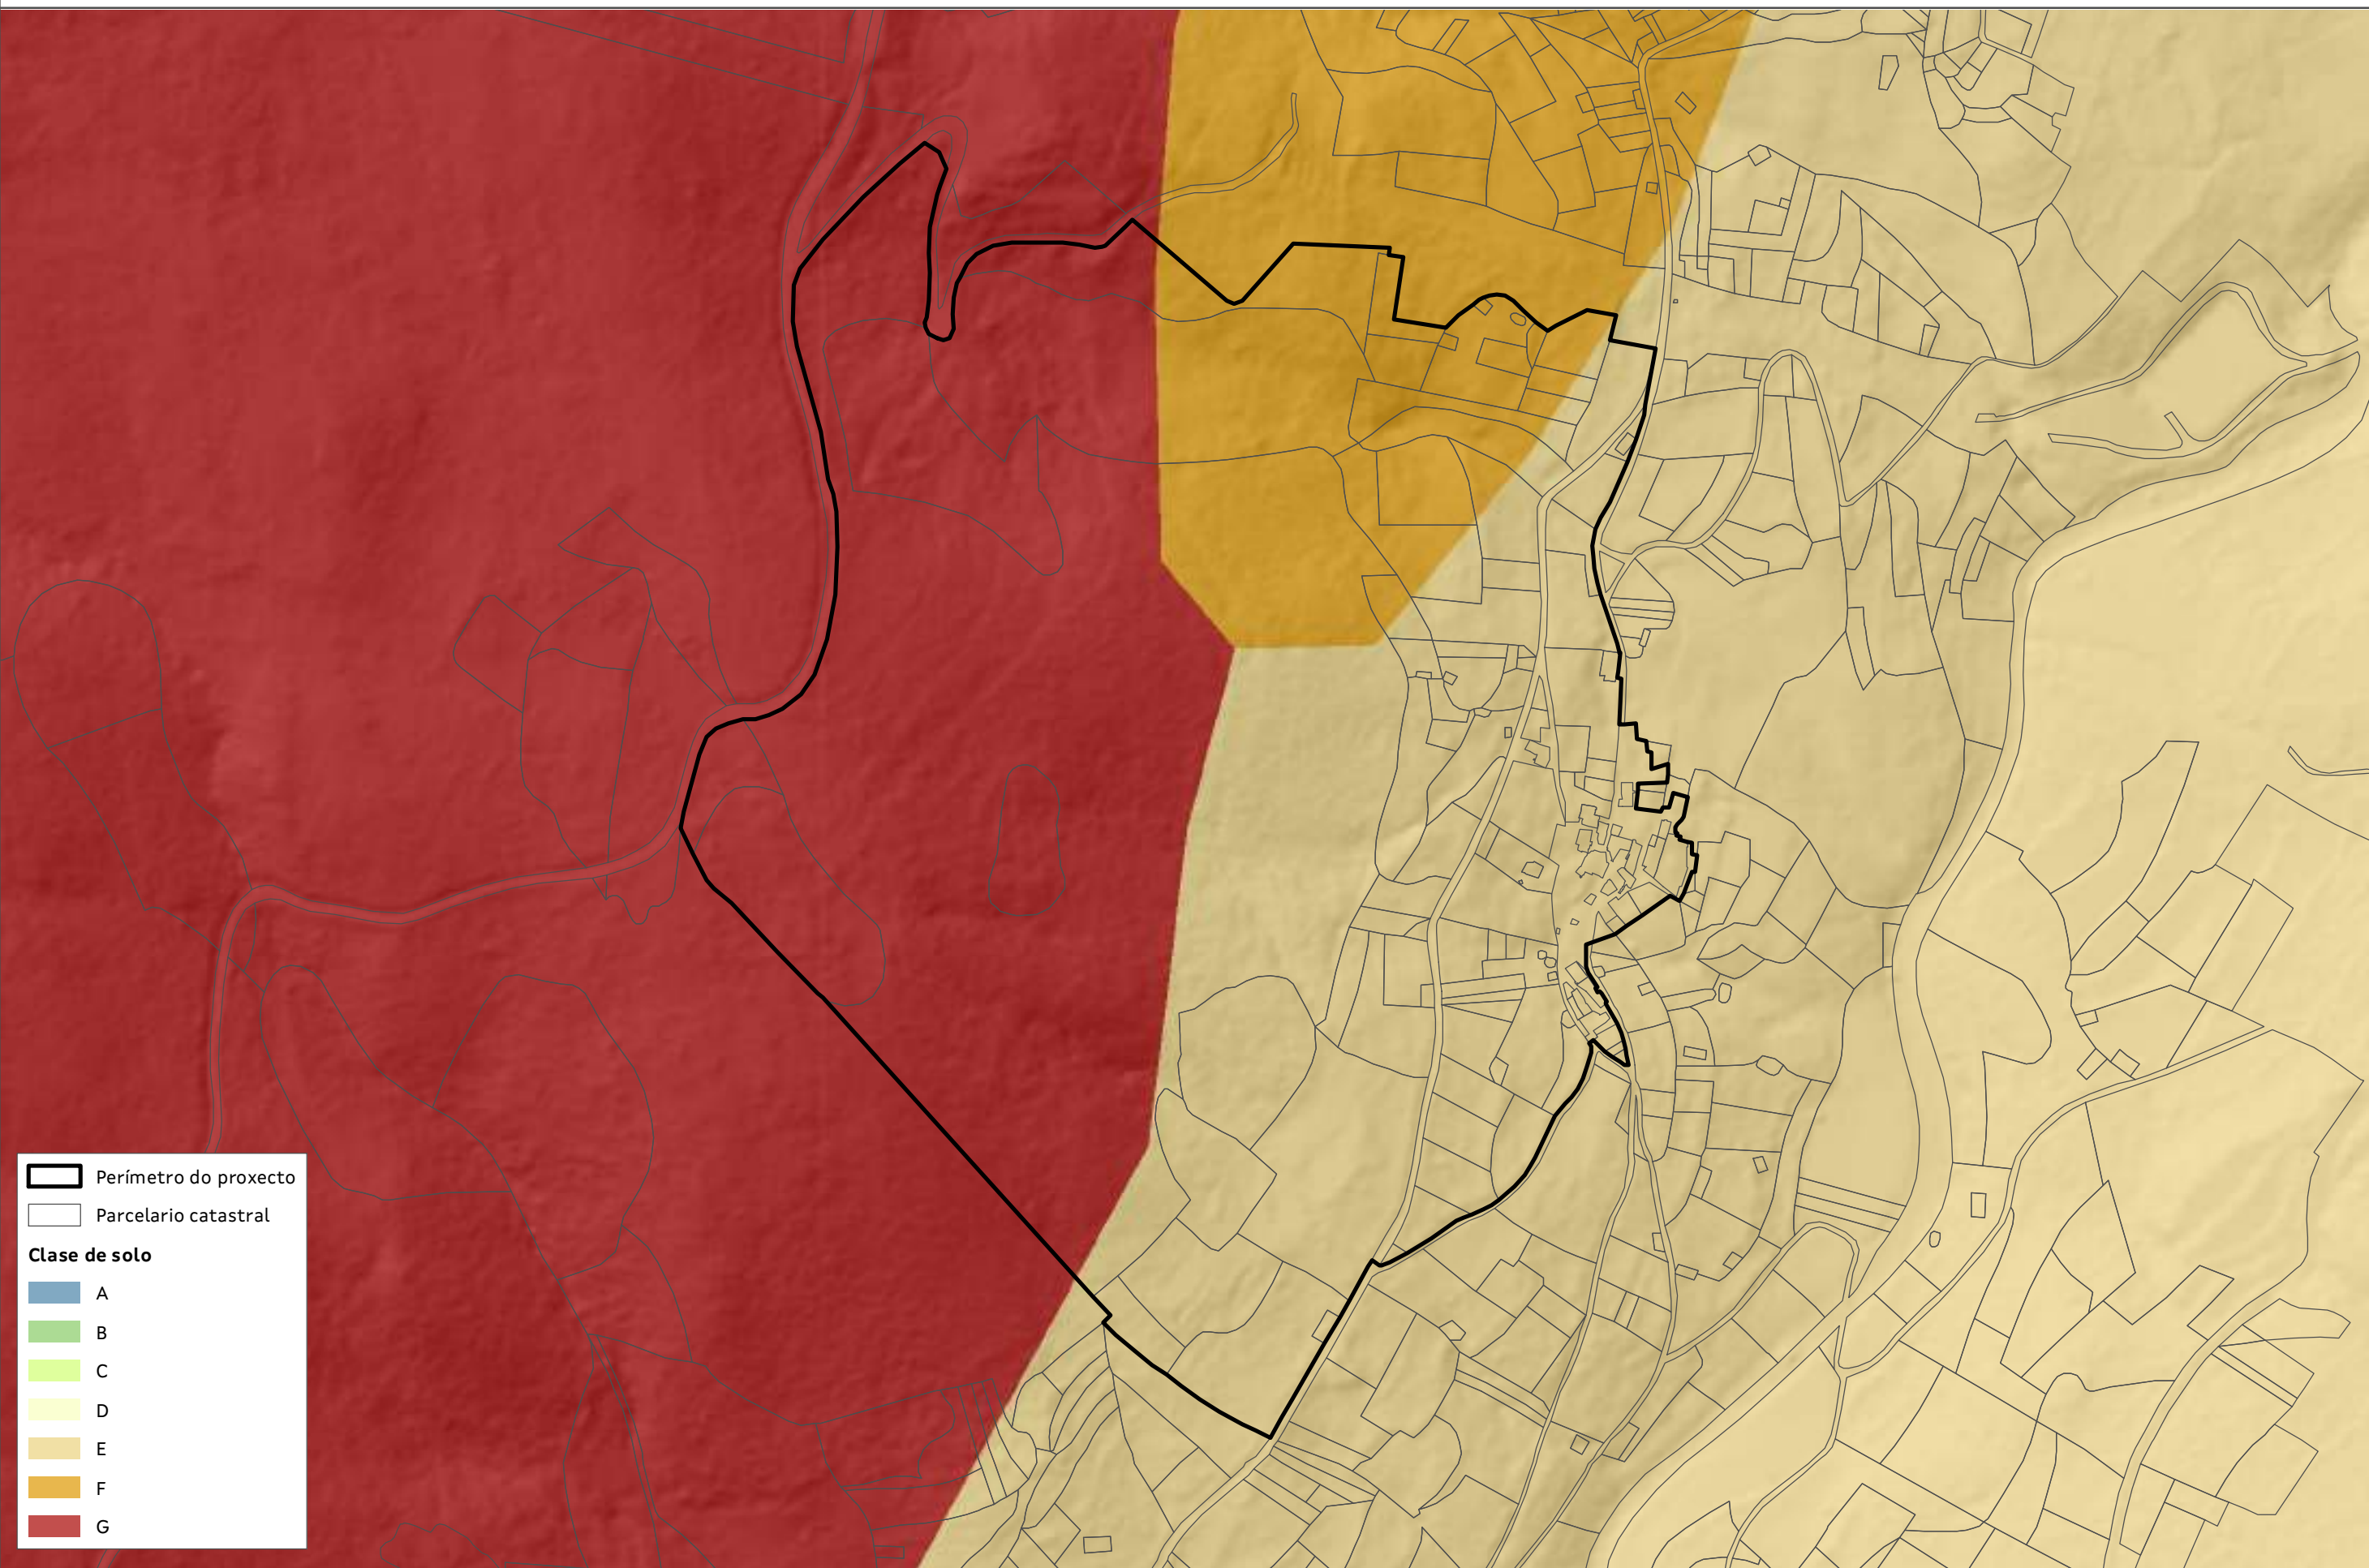 Perímetro do proxecto
Parcelario catastral
Clase de solo
A
B
C
D
E
F
G